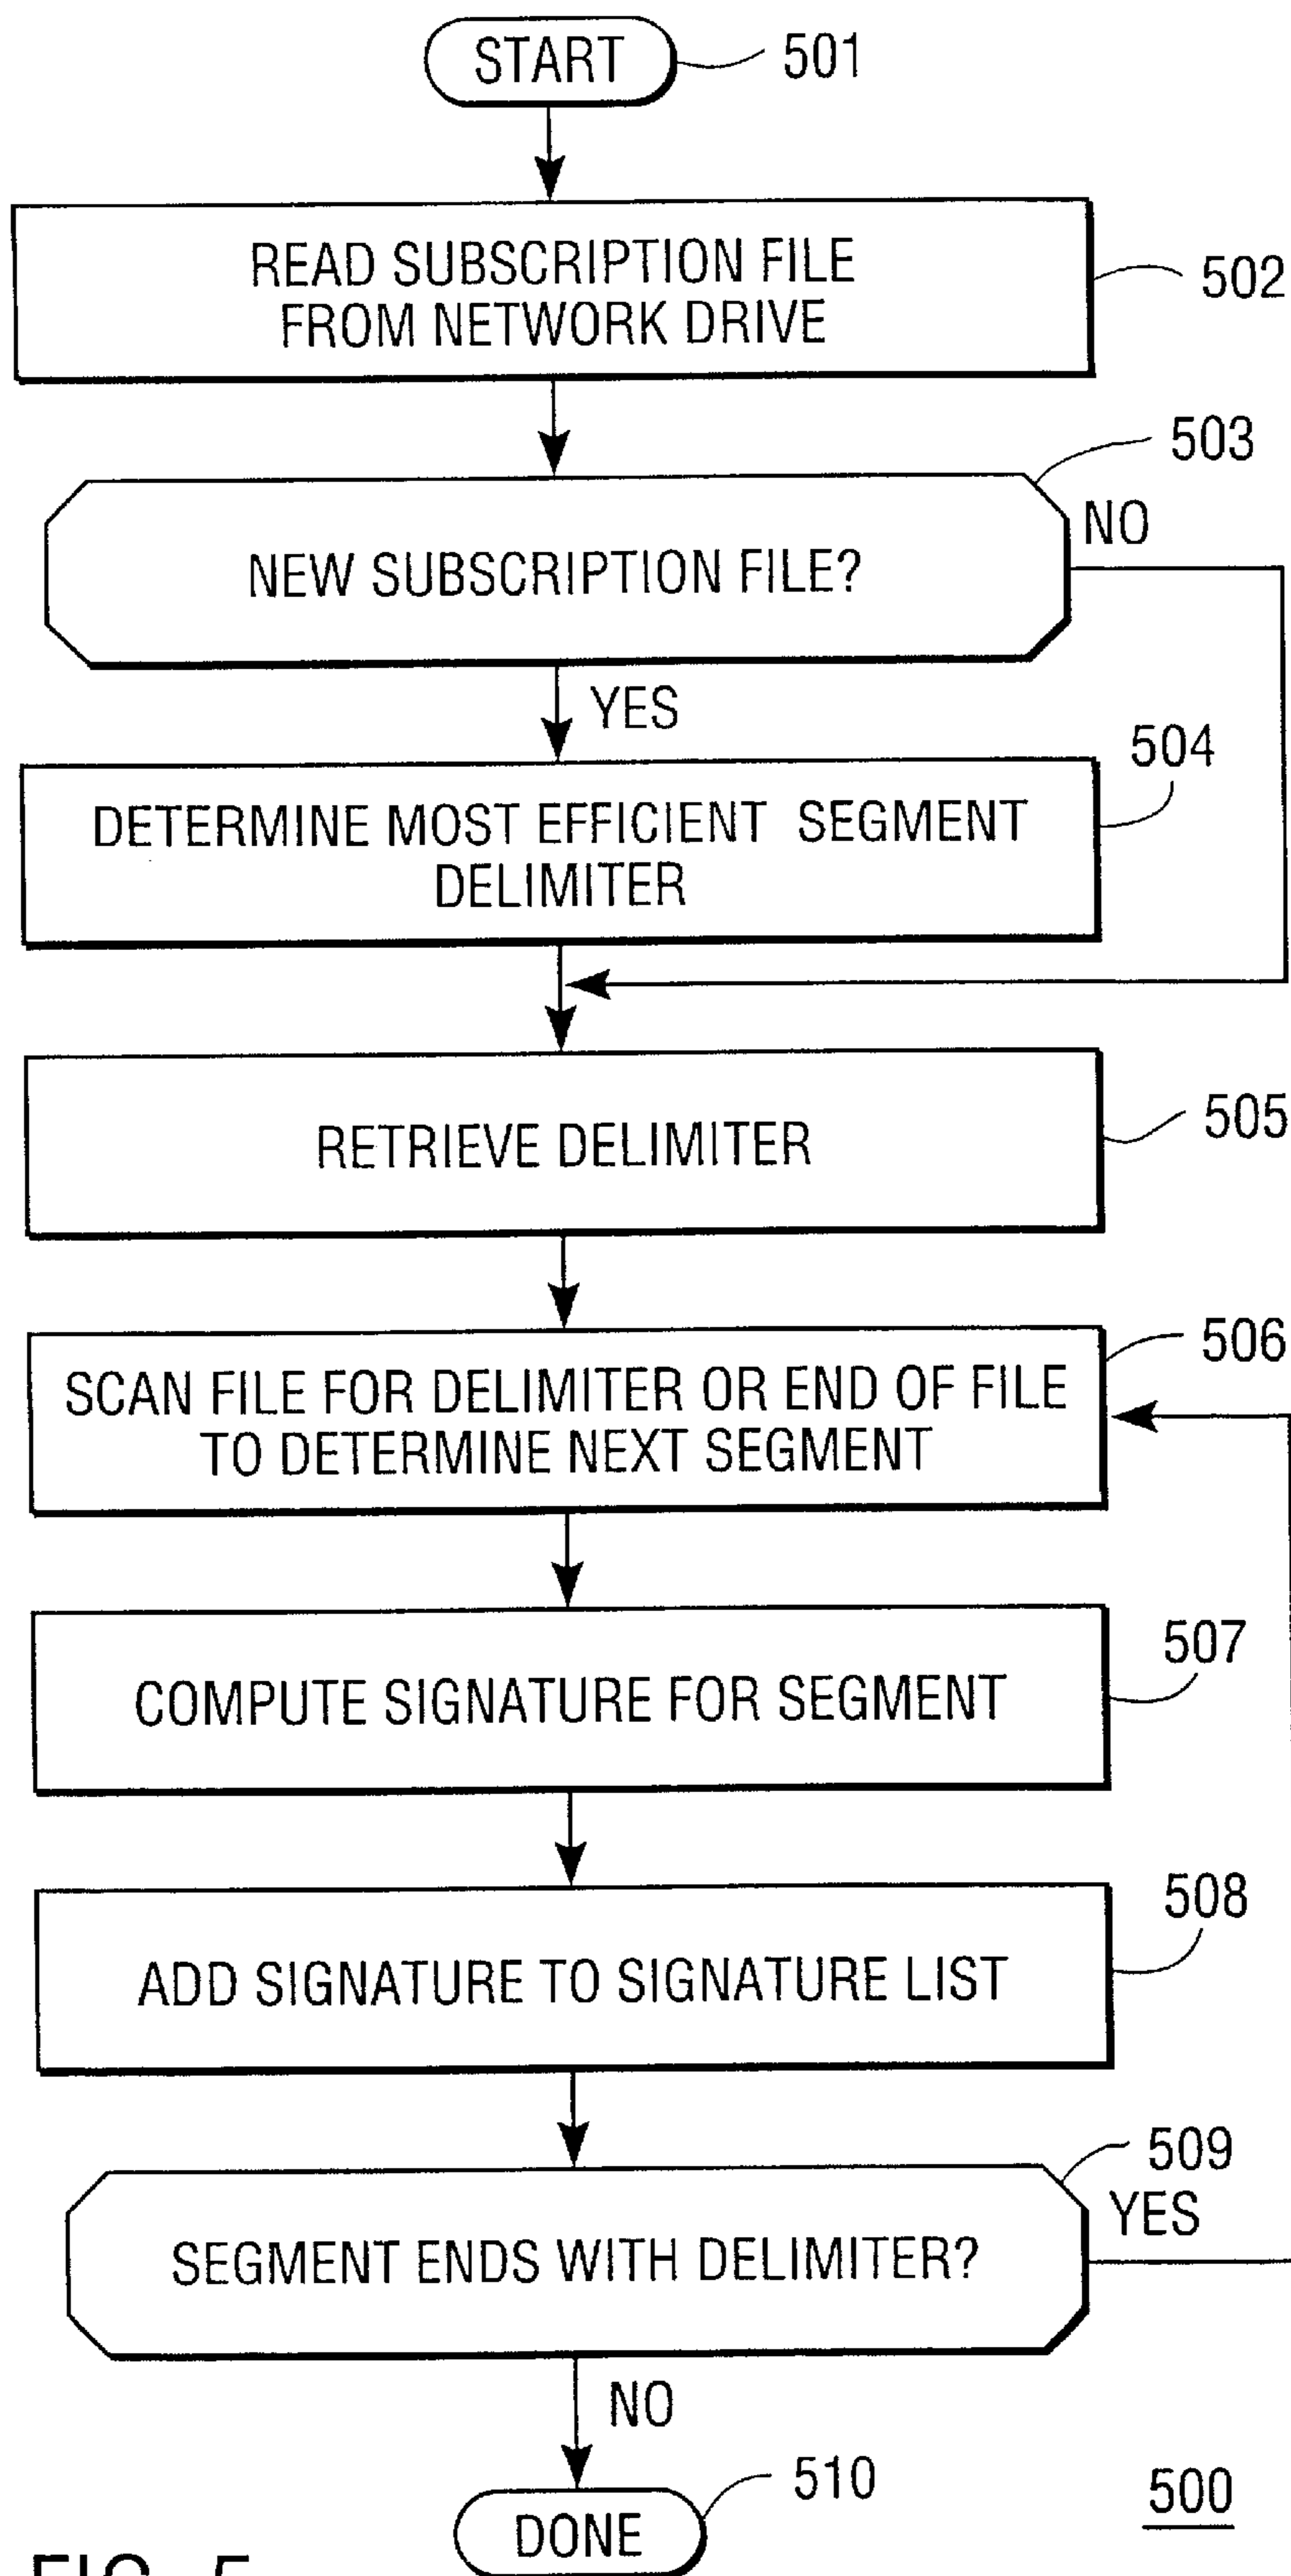 START
501
READ SUBSCRIPTION FILE
FROM NETWORK DRIVE
502
503
NO
NEW SUBSCRIPTION FILE?
YES
504
DETERMINE MOST EFFICIENT SEGMENT
DELIMITER
RETRIEVE DELIMITER
505
506
SCAN FILE FOR DELIMITER OR END OF FILE
TO DETERMINE NEXT SEGMENT
507
COMPUTE SIGNATURE FOR SEGMENT
508
ADD SIGNATURE TO SIGNATURE LIST
509
YES
SEGMENT ENDS WITH DELIMITER?
NO
510
DONE
500
FIG. 5